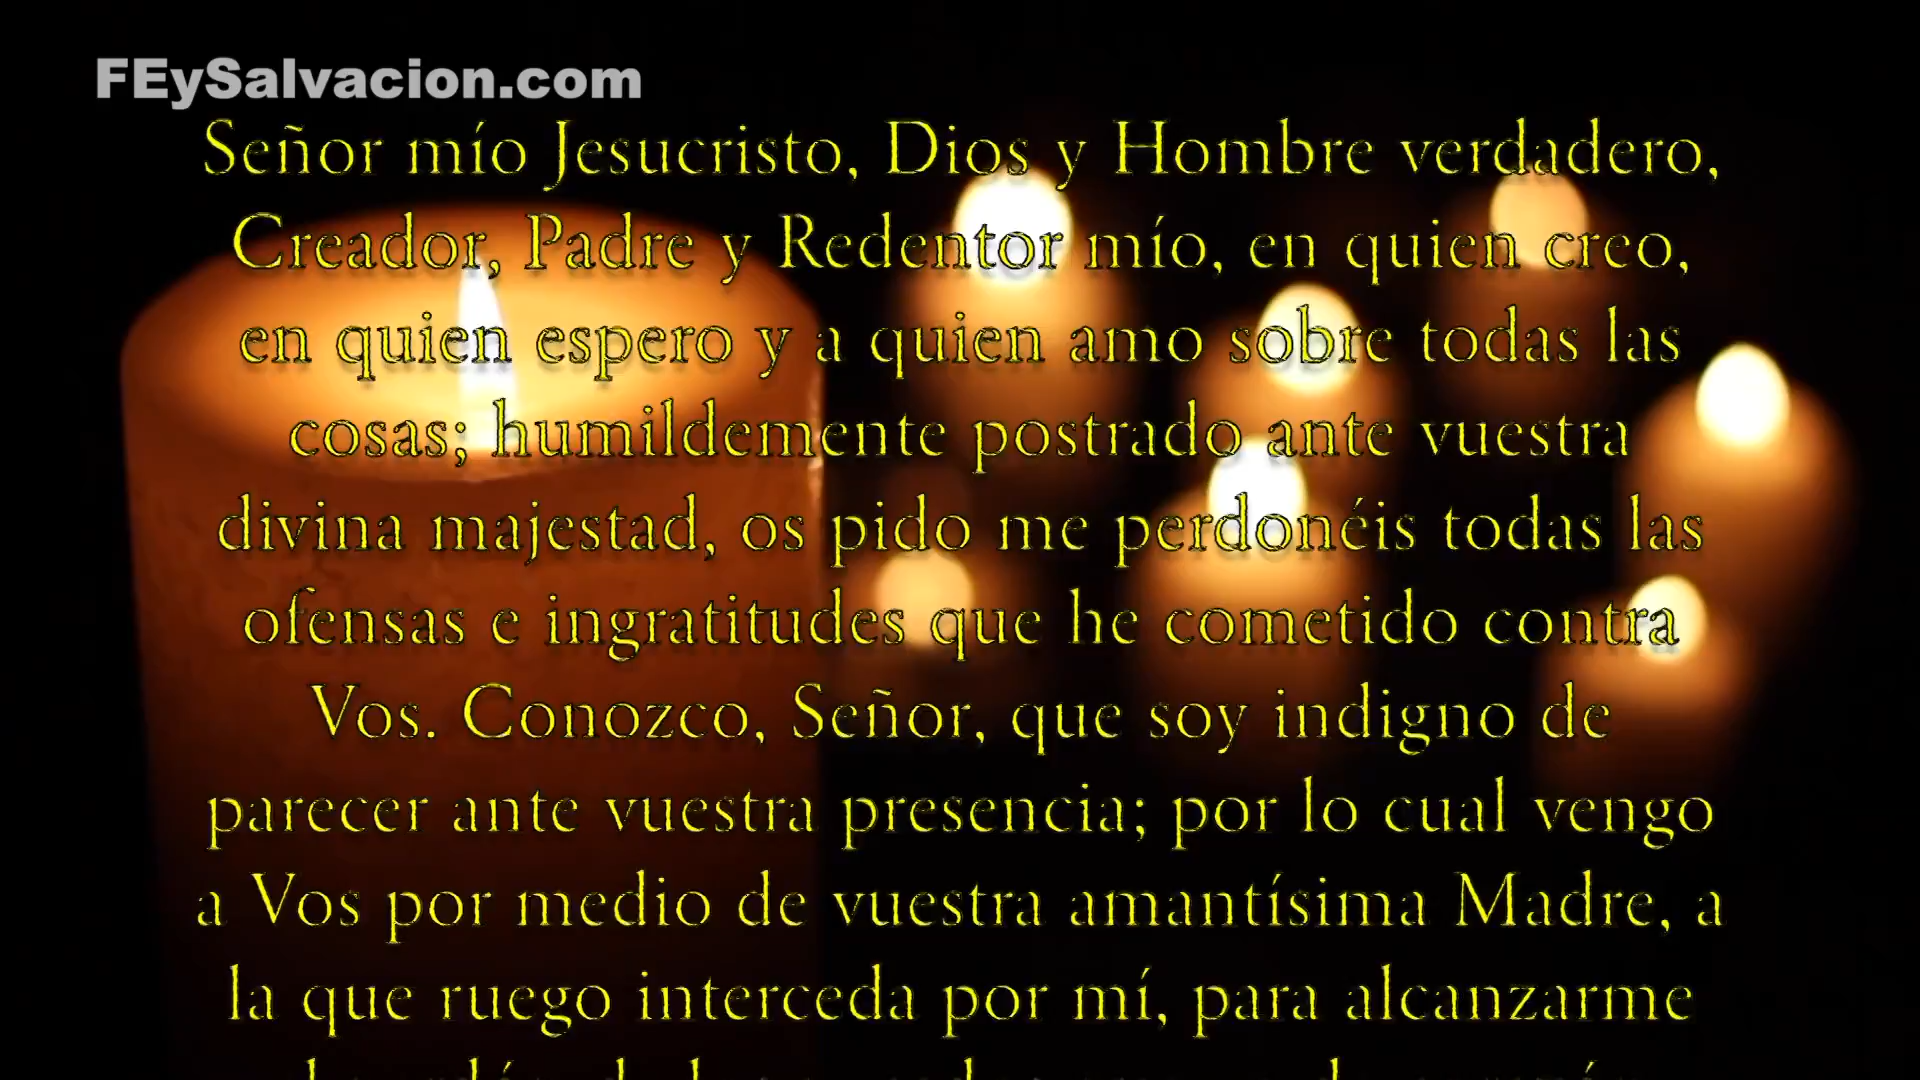 FEySalvacion.com
Señor mío Jesucristo, Dios y Hombre verdadero,
Creador, Padre y Redentor mío, en quien creo,
en quien espero y a quien amo sobre todas las
cosas; humildemente postrado ante vuestra
divina majestad, os pido me perdonéis todas las
ofensas e ingratitudes que he cometido contra
Vos. Conozco, Señor, que soy indigno de
parecer ante vuestra presencia; por lo cual vengo
a Vos por medio de vuestra amantísima Madre, a
la que ruego interceda por mí, para alcanzarme